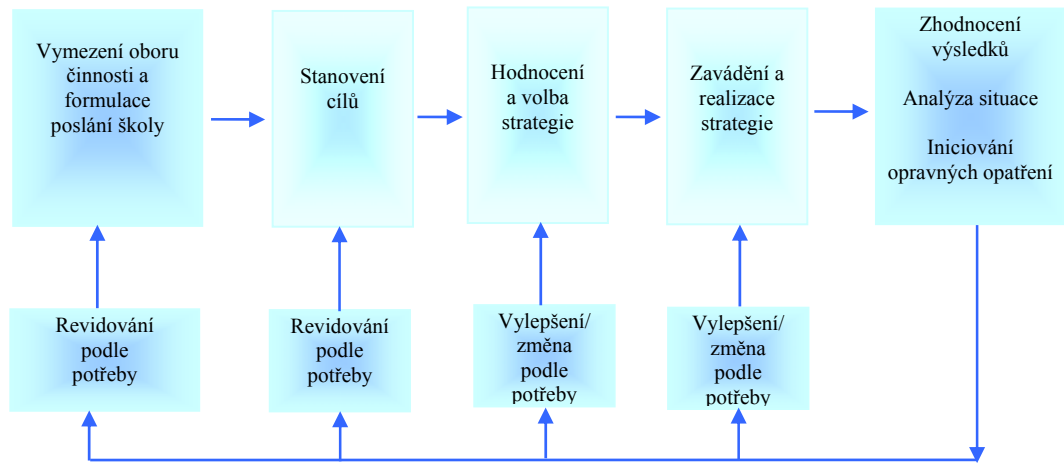 Vymezení oboru
činnosti a
formulace
poslání školy
Stanovení
cílů
Hodnocení
a volba
strategie
Zavádění a
realizace
strategie
Zhodnocení
výsledků
Analýza situace
Iniciování
opravných opatření
Revidování
podle
potřeby
Revidování
podle
potřeby
Vylepšení/
změna
podle
potřeby
Vylepšení/
změna
podle
potřeby